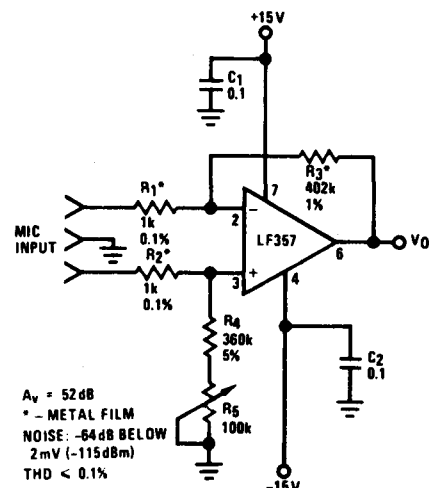 +15V
C1
0.1
R3*
402k
1%
R1*
1k
0.1%
7
2
−
LF357
6
VO
MIC
INPUT
R2*
1k
0.1%
+
3
4
R4
360k
5%
C2
0.1
R5
100k
AV = 52dB
* – METAL FILM
NOISE: -64dB BELOW
2mV (-115dBm)
THD < 0.1%
-15V